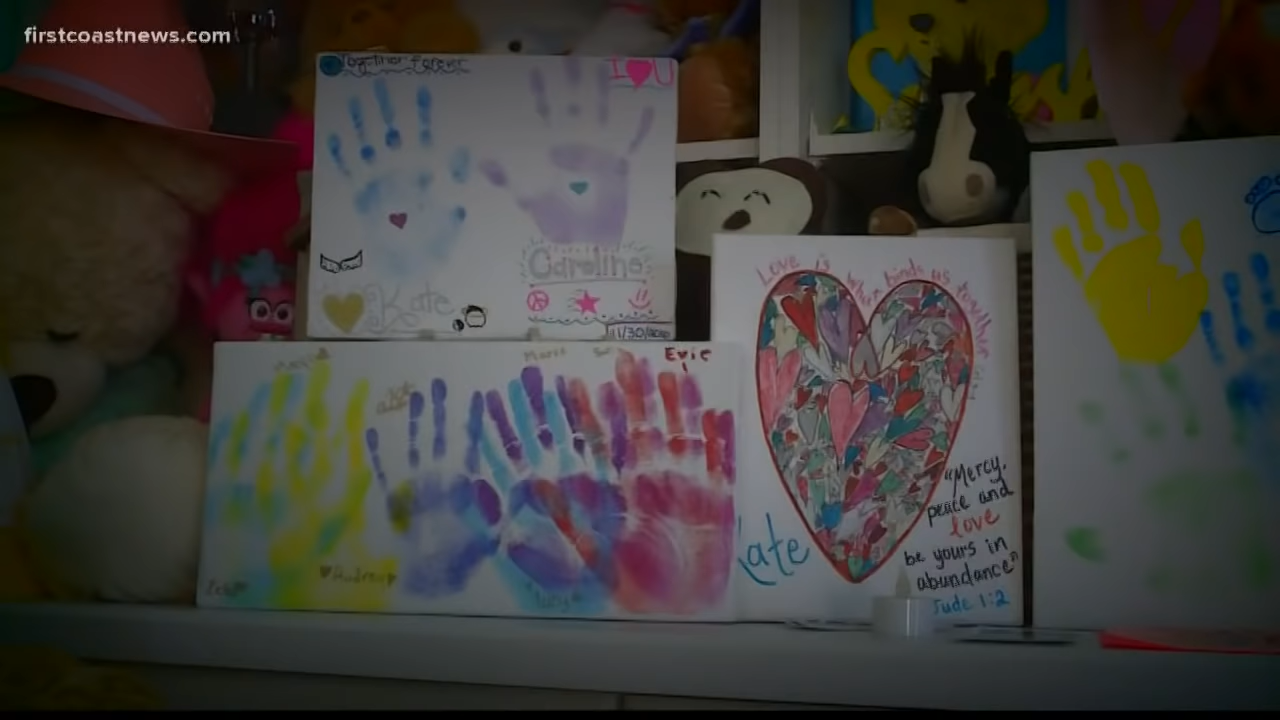 firstcoastnews.com
Together Forever
I ♥ U
Caroline
Kate
11/30/2020
Evie
Audrey
Love is what binds us together
Kate
"Mercy,
peace and
love
be yours in
abundance"
Jude 1:2